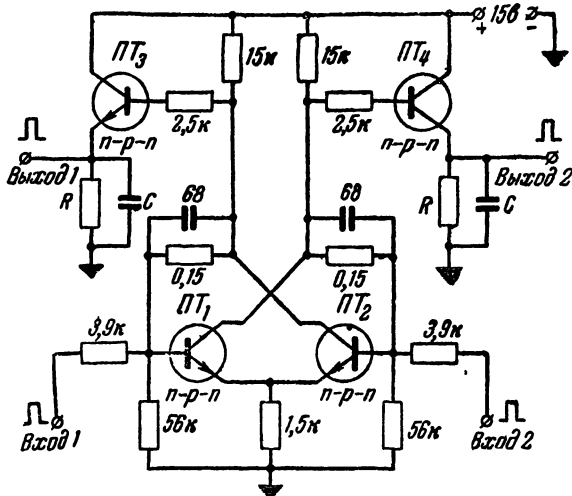 15в
+ -
ПТ3
15к
15к
ПТ4
2,5к
2,5к
n-p-n
n-p-n
Выход 1
Выход 2
R
C
68
68
R
C
0,15
0,15
ПТ1
ПТ2
3,9к
3,9к
n-p-n
n-p-n
Вход 1
56к
1,5к
56к
Вход 2